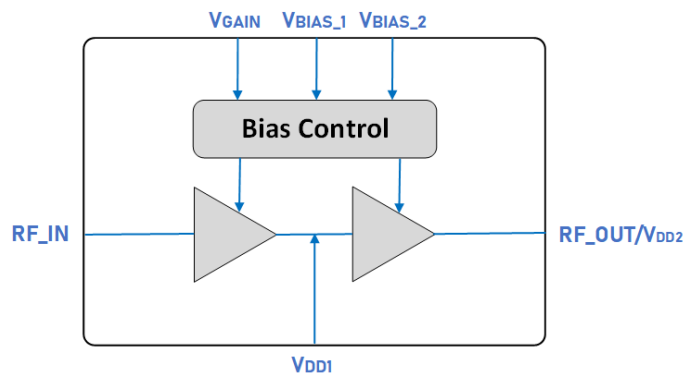 VGAIN VBIAS_1 VBIAS_2
Bias Control
RF_IN
RF_OUT/VDD2
VDD1